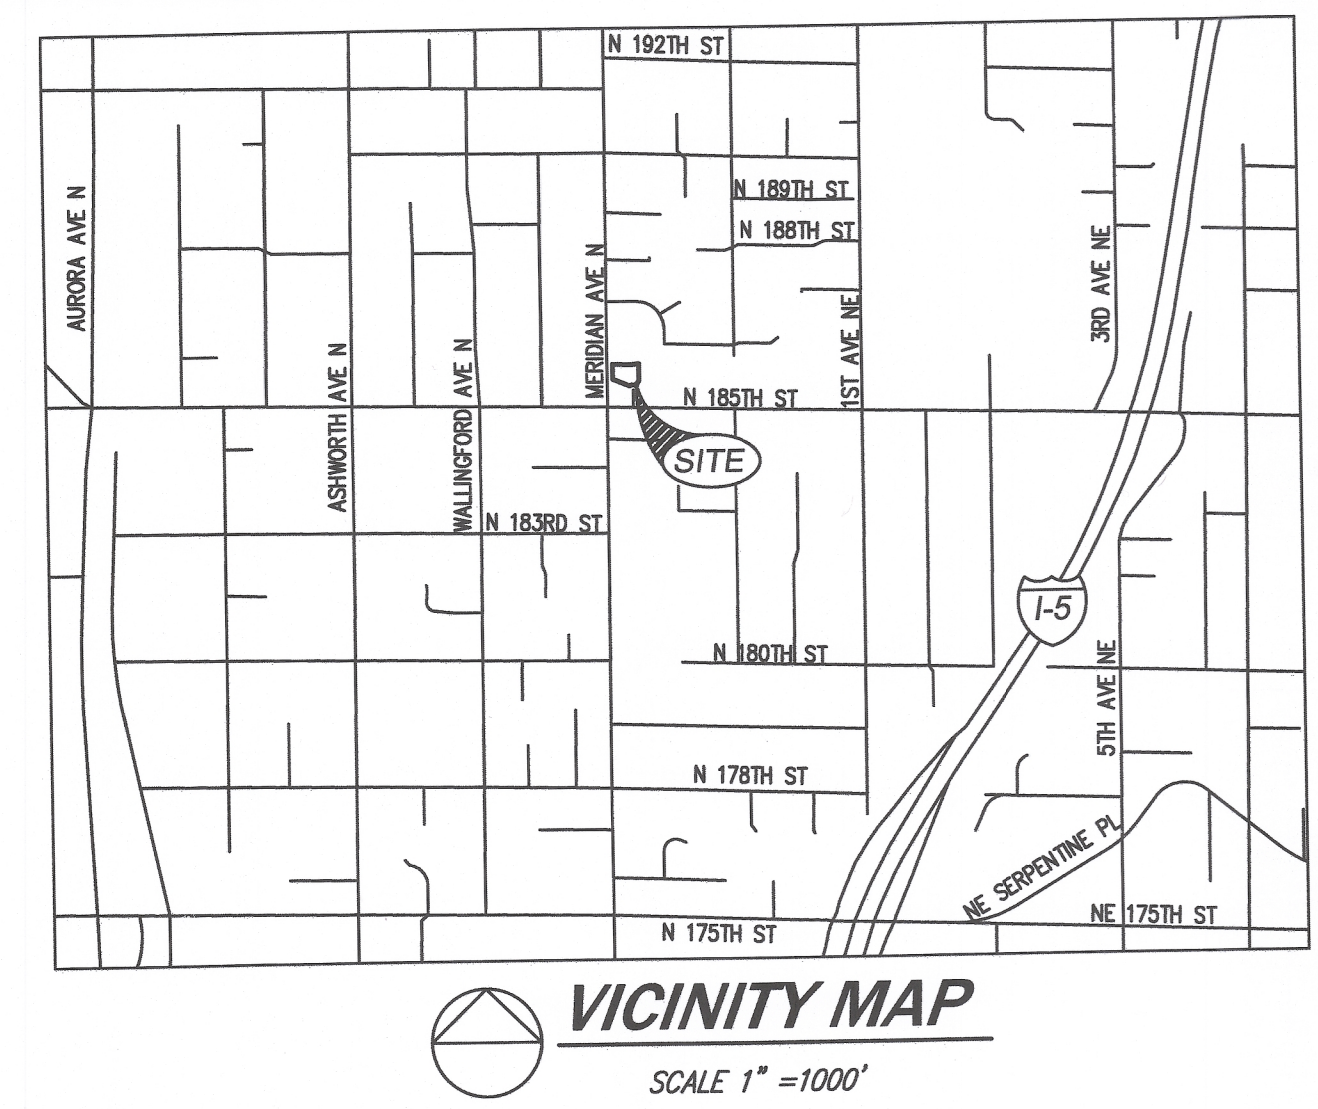 N 192TH ST
N 189TH ST
N 188TH ST
AURORA AVE N
MERIDIAN AVE N
3RD AVE NE
1ST AVE NE
ASHWORTH AVE N
WALLINGFORD AVE N
N 185TH ST
SITE
N 183RD ST
I-5
N 180TH ST
5TH AVE NE
N 178TH ST
NE SERPENTINE PL
NE 175TH ST
N 175TH ST
VICINITY MAP
SCALE 1" =1000'